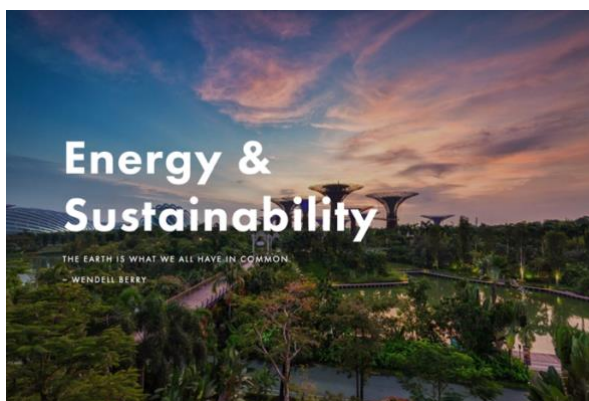 Energy &
Sustainability
THE EARTH IS WHAT WE ALL HAVE IN COMMON
– WENDELL BERRY